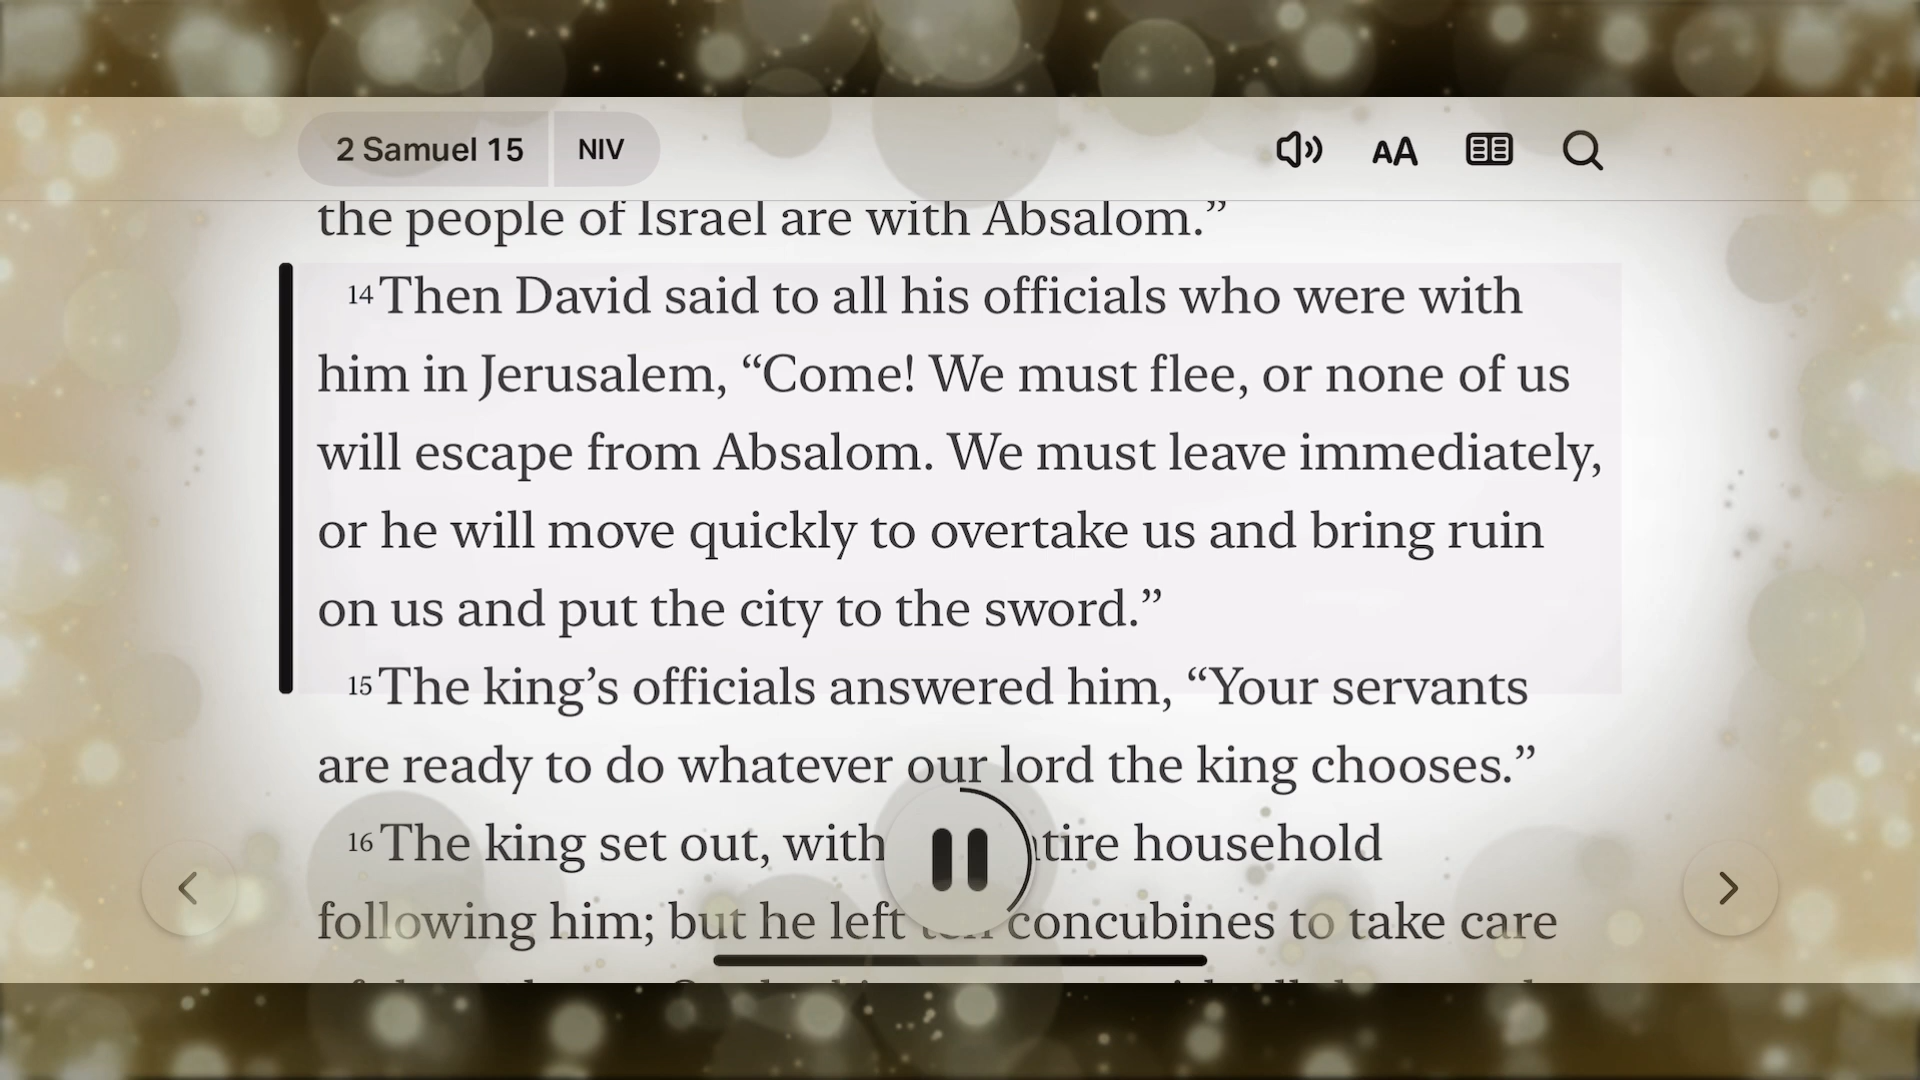 2 Samuel 15 NIV AA
the people of Israel are with Absalom.”
14 Then David said to all his officials who were with
him in Jerusalem, “Come! We must flee, or none of us
will escape from Absalom. We must leave immediately,
or he will move quickly to overtake us and bring ruin
on us and put the city to the sword.”
15 The king’s officials answered him, “Your servants
are ready to do whatever our lord the king chooses.”
16 The king set out, with household
following him; but he left concubines to take care